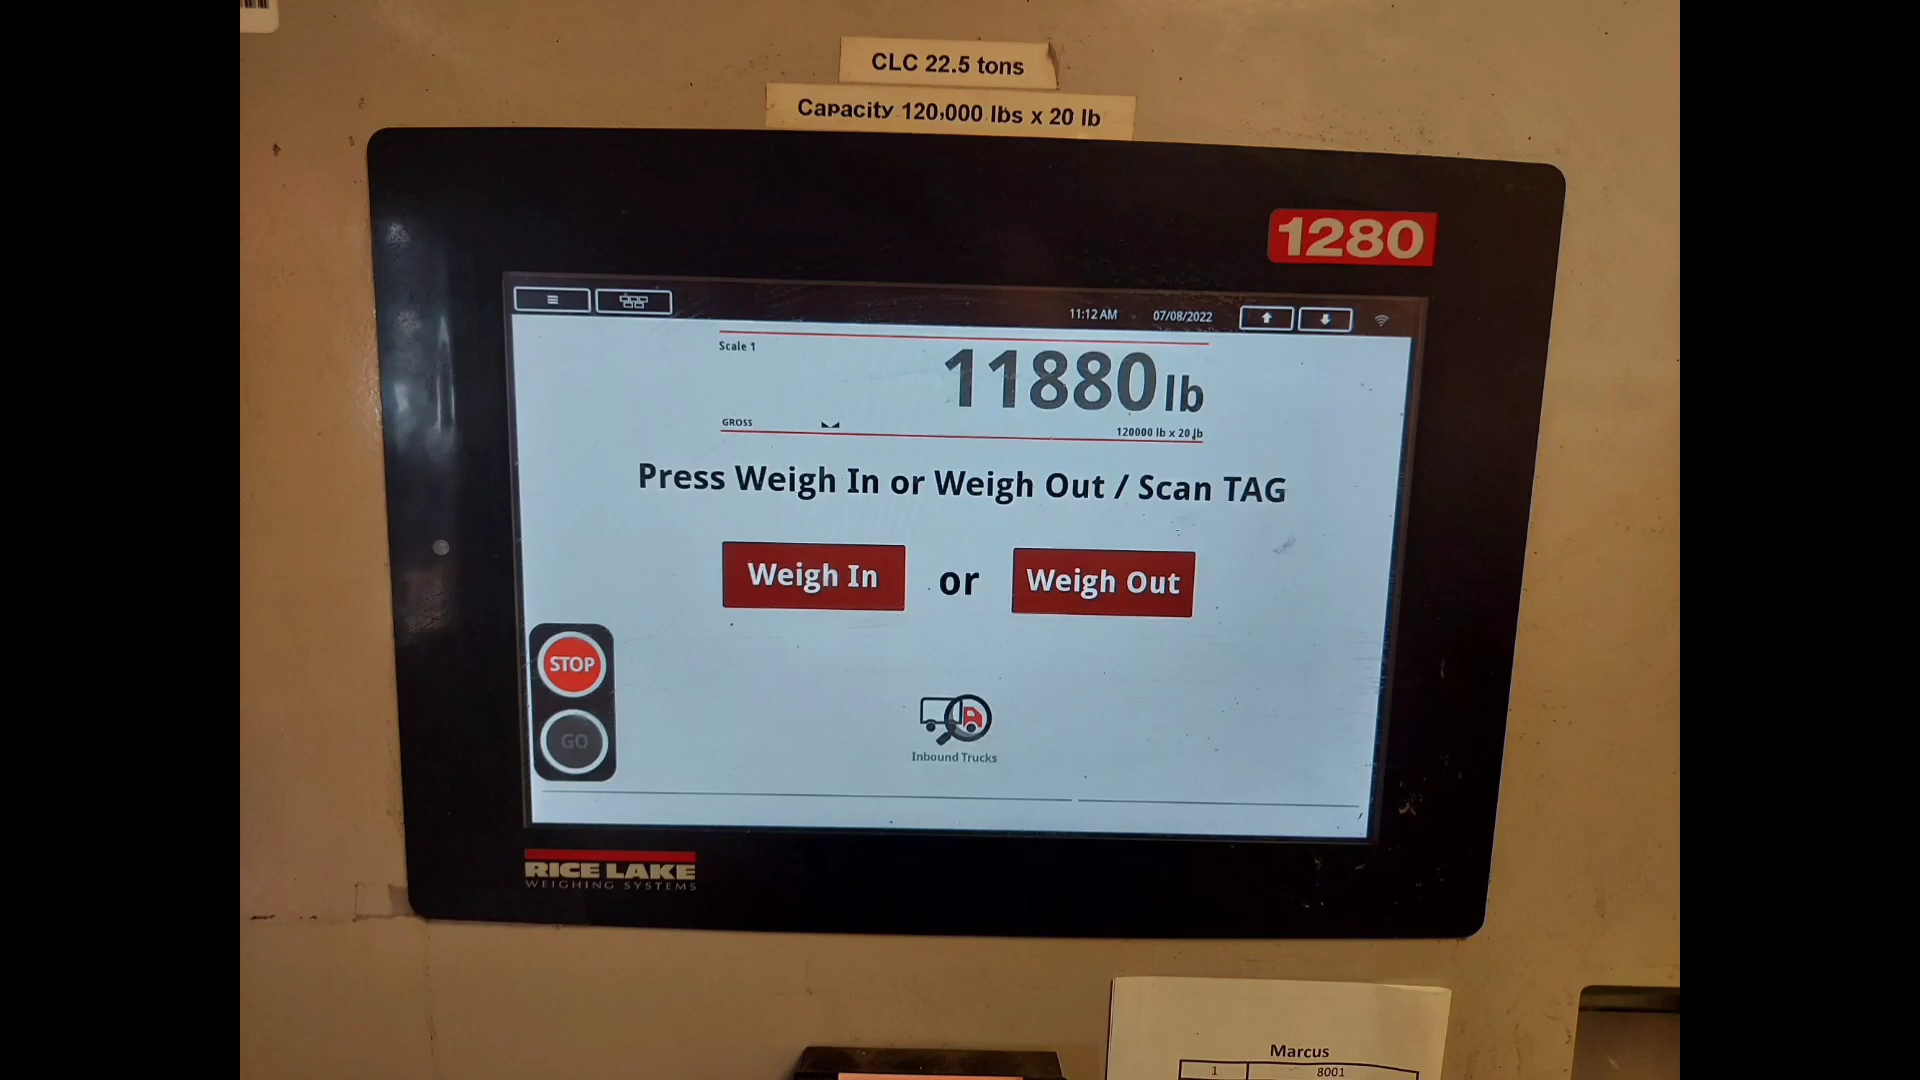 CLC 22.5 tons
Capacity 120,000 lbs x 20 lb
1280
11:12 AM 07/08/2022
Scale 1
11880 lb
GROSS
120000 lb x 20 lb
Press Weigh In or Weigh Out / Scan TAG
Weigh In or Weigh Out
STOP
GO
Inbound Trucks
RICE LAKE
WEIGHING SYSTEMS
Marcus
1 8001